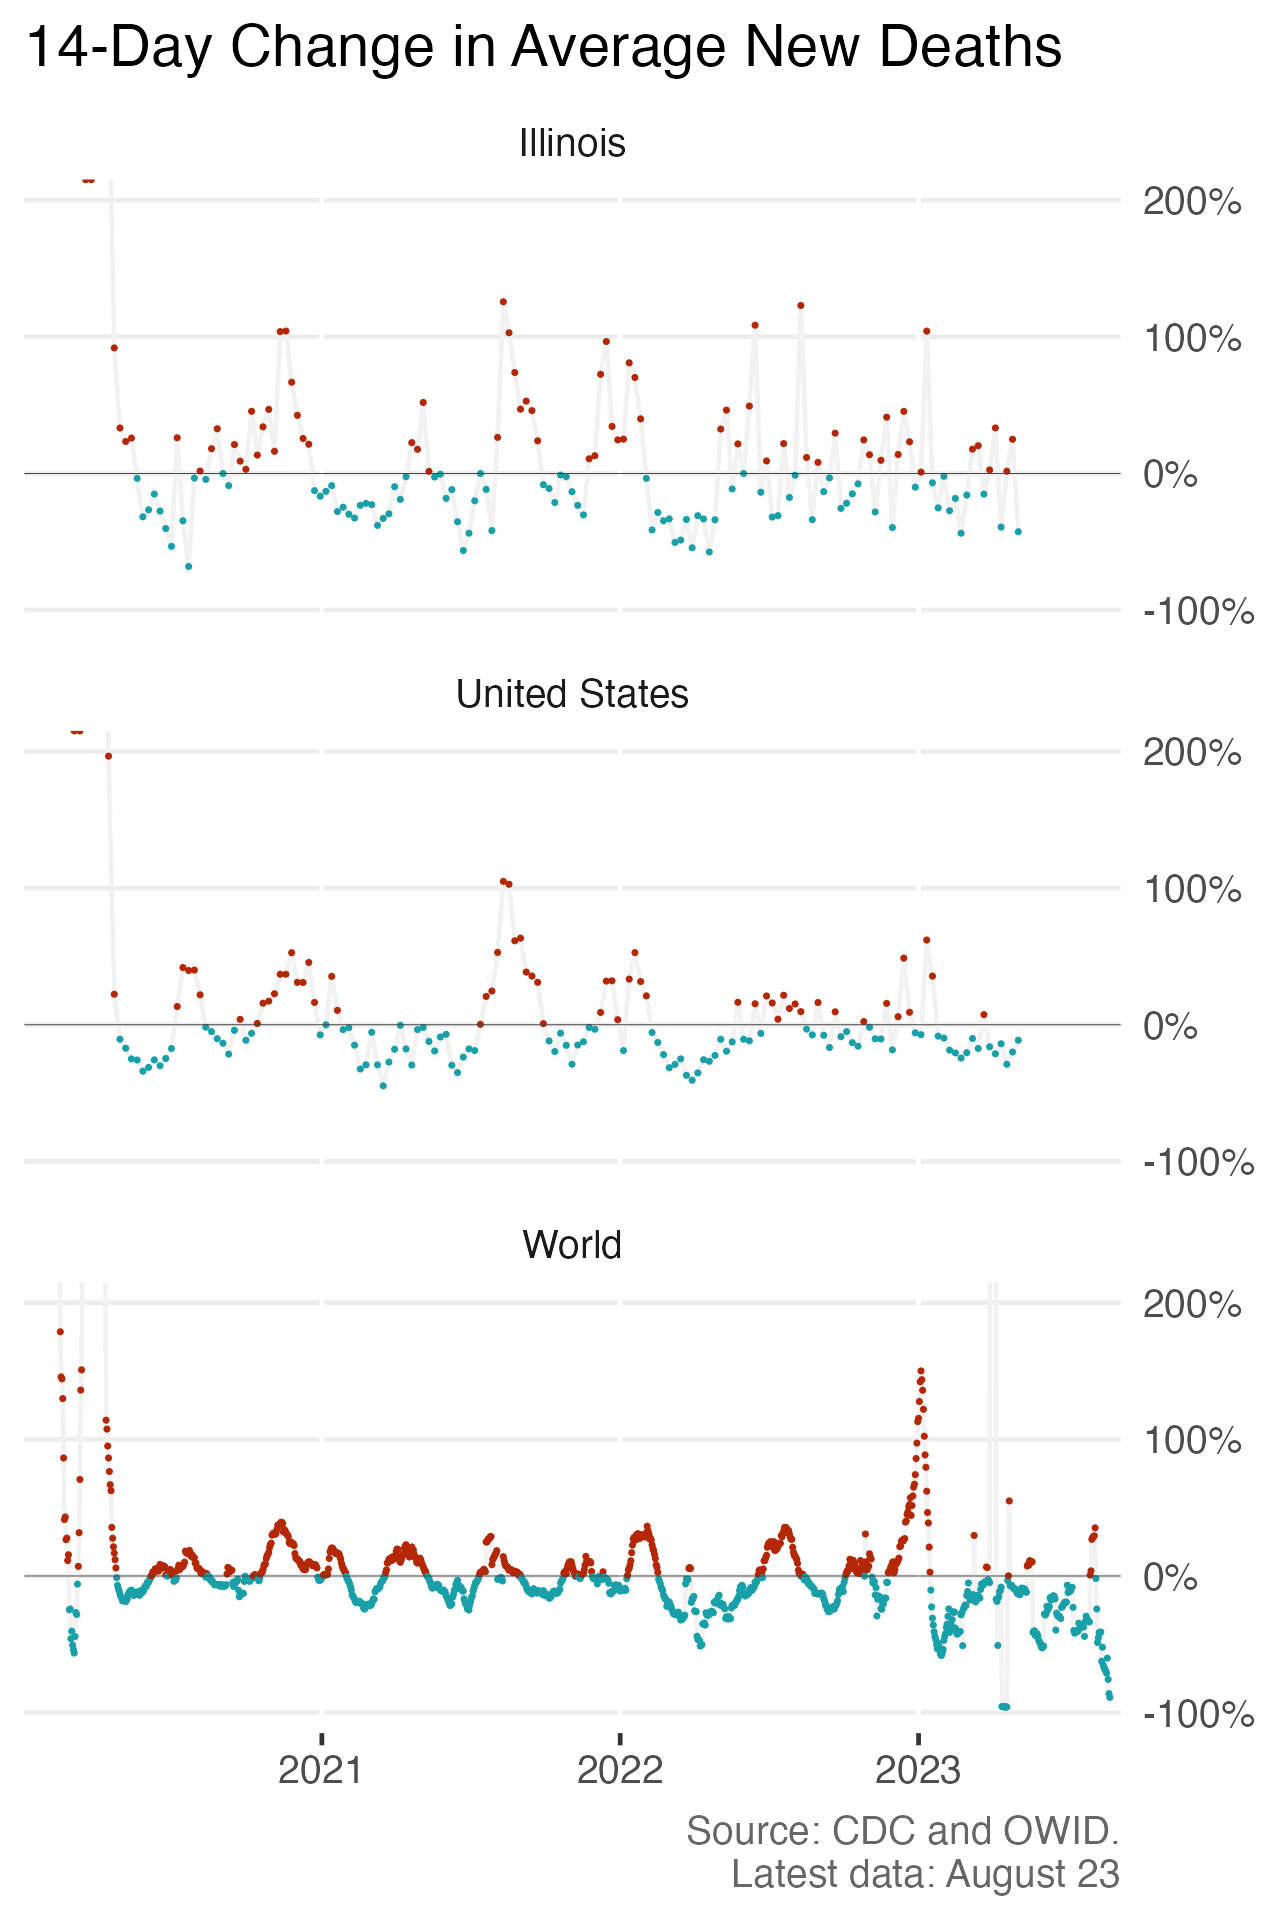 14-Day Change in Average New Deaths
Illinois
200%
100%
0%
-100%
United States
200%
100%
0%
-100%
World
200%
100%
0%
-100%
2021 2022 2023
Source: CDC and OWID.
Latest data: August 23